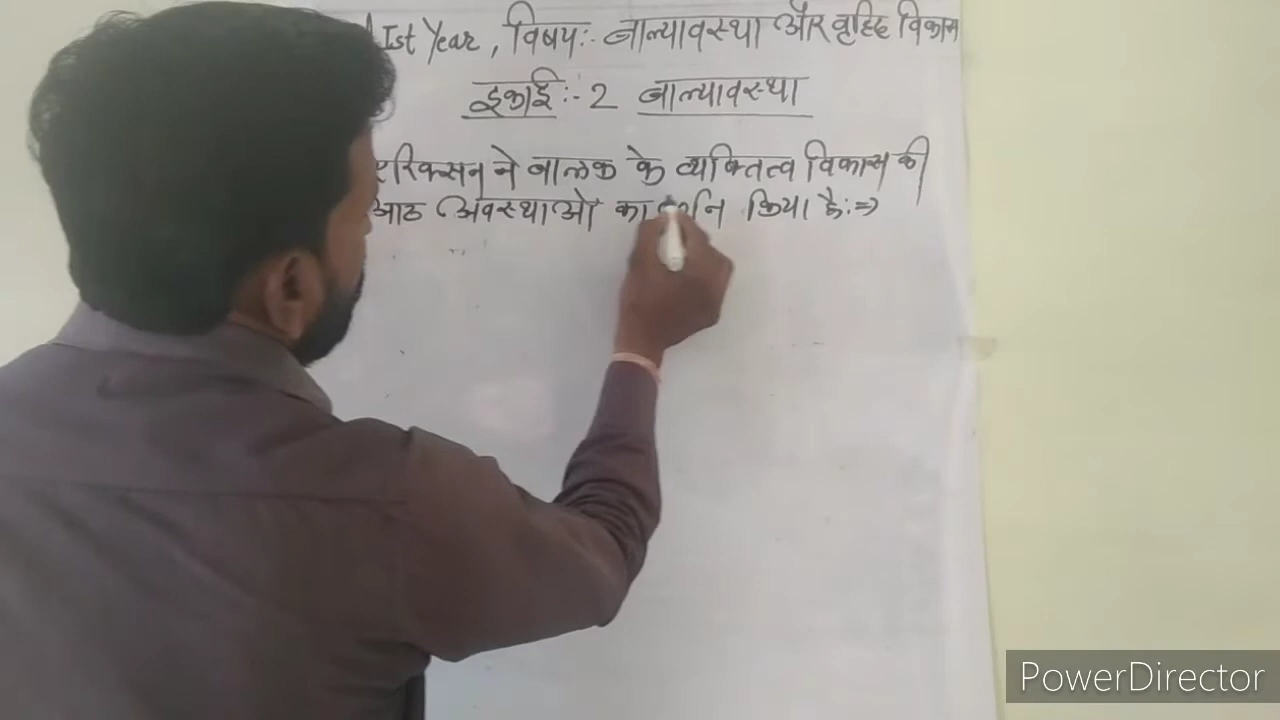 Ist Year, विषयः- बाल्यावस्था और वृद्धि विकास
इकाईः- 2 बाल्यावस्था
एरिक्सन ने बालक के व्यक्तित्व विकास की
आठ अवस्थाओं का किया हैः⇒
PowerDirector